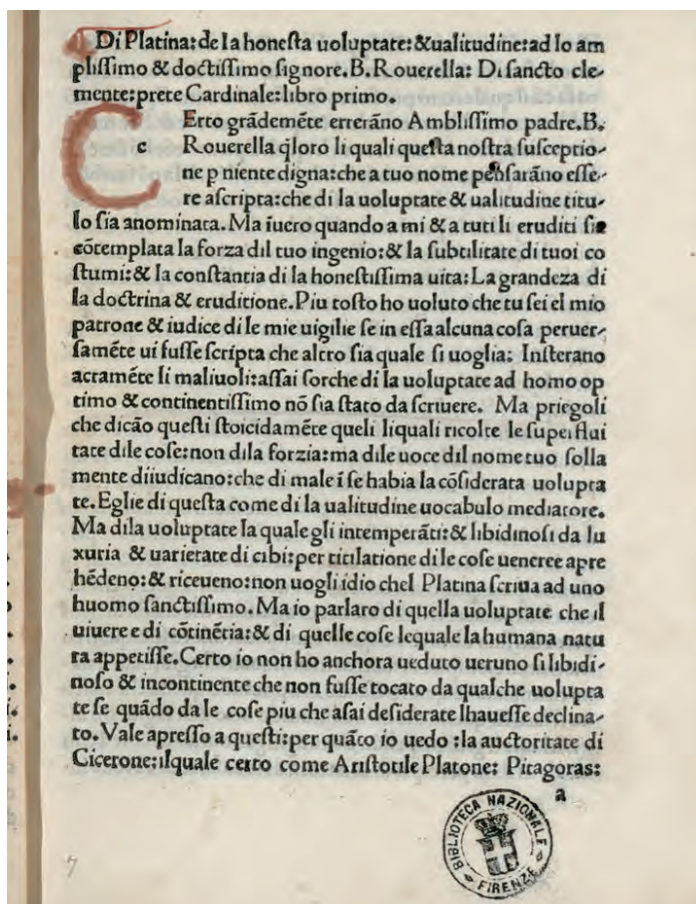 Di Platina: de la honesta uoluptate: & ualitudine: ad lo am
plissimo & doctissimo signore. B. Rouerella: Di sancto cle-
mente: prete Cardinale: libro primo.
C Erto grādemēte errerāno Amblissimo padre. B.
c Rouerella q̄loro li quali questa nostra susceptio-
ne p niente digna: che a tuo nome pensarāno esse-
re ascripta: che di la uoluptate & ualitudine titu-
lo sia anominata. Ma īuero quando a mi & a tuti li eruditi sie
cōtemplata la forza dil tuo ingenio: & la subtilitate di tuoi co
stumi: & la constantia di la honestissima uita: La grandeza di
la doctrina & eruditione. Piu tosto ho uoluto che tu sei el mio
patrone & iudice di le mie uigilie se in essa alcuna cosa peruer-
samēte ui fusse scripta che altro sia quale si uoglia: Insterano
acramēte li maliuoli: assai forche di la uoluptate ad homo op
timo & continentissimo nō sia stato da scriuere. Ma priegoli
che dicāo questi stoicidamēte queli liquali ricolte le superflui
tate di le cose: non di la forzia: ma di le uoce dil nome tuo solla
mente diiudicano: che di male ī se habia la cōsiderata uolupta
te. Eglie di questa come di la ualitudine uocabulo mediatore.
Ma di la uoluptate la quale gli intemperāti: & libidinosi da lu
xuria & uarietate di cibi: per titilatione di le cose ueneree apre
hēdeno: & riceueno: non uogli idio chel Platina scriua ad uno
huomo sanctissimo. Ma io parlaro di quella uoluptate che il
uiuere e di cōtinētia: & di quelle cose lequale la humana natu
ra appetisse. Certo io non ho anchora ueduto ueruno si libidi
noso & incontinente che non fusse tocato da qualche uolupta
te se quādo da le cose piu che asai desiderate lhauesse declina-
to. Vale apresso a questi: per quāto io uedo: la auctoritate di
Cicerone: ilquale certo come Aristotile Platone: Pitagoras:
a
BIBLIOTECA NAZIONALE
FIRENZE